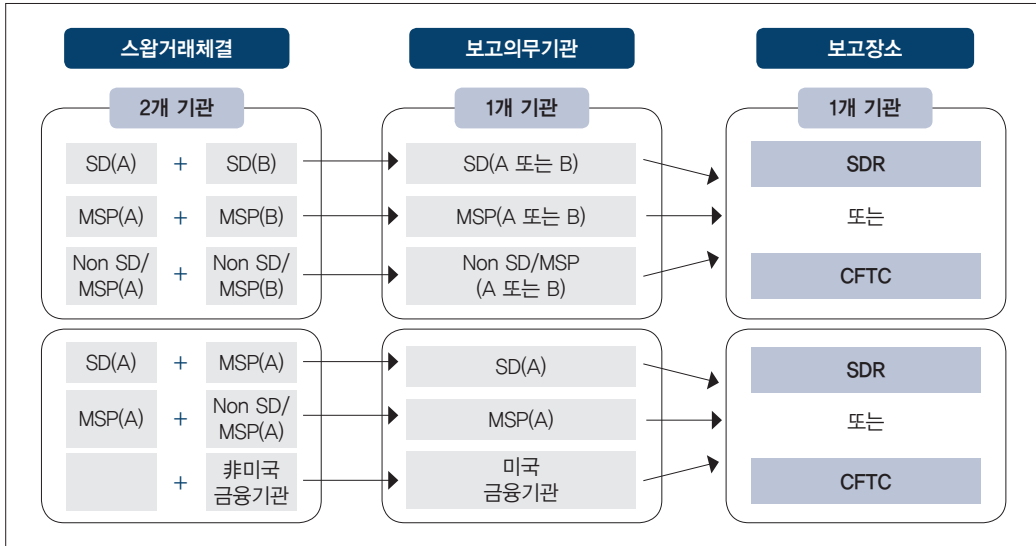 스왑거래체결
보고의무기관
보고장소
2개 기관
1개 기관
1개 기관
SD(A) + SD(B)
SD(A 또는 B)
SDR
MSP(A) + MSP(B)
MSP(A 또는 B)
또는
Non SD/
MSP(A)
+
Non SD/
MSP(B)
Non SD/MSP
(A 또는 B)
CFTC
SD(A) + MSP(A)
SD(A)
SDR
MSP(A) +
Non SD/
MSP(A)
MSP(A)
또는
+
非미국
금융기관
미국
금융기관
CFTC